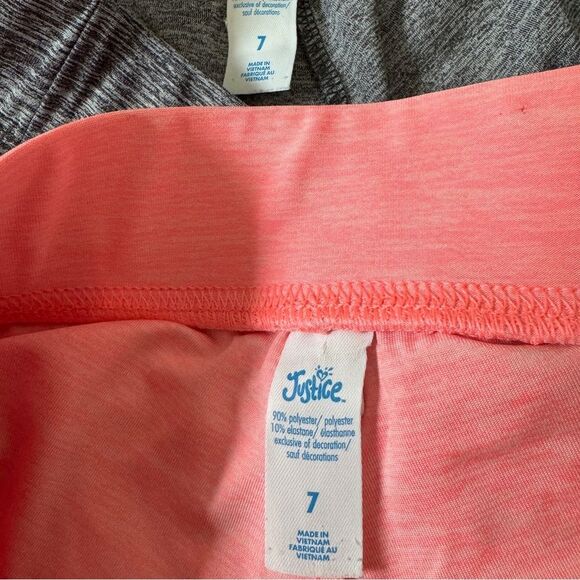 exclusive of decoration/
sauf décorations
7
MADE IN
VIETNAM
FABRIQUÉ AU
VIETNAM
Justice
90% polyester/ polyester
10% elastane/ élasthanne
exclusive of decoration/
sauf décorations
7
MADE IN
VIETNAM
FABRIQUÉ AU
VIETNAM